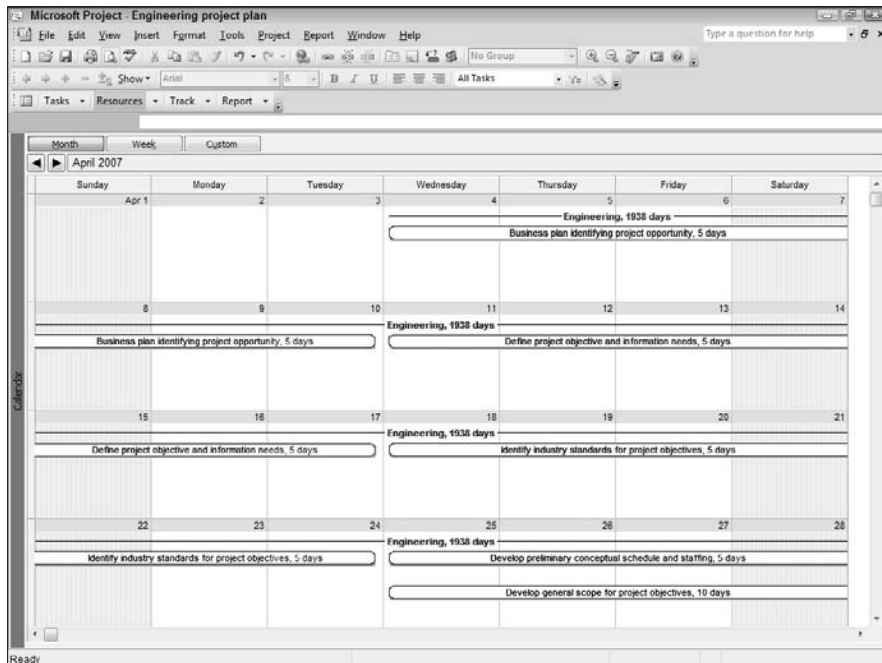 Microsoft Project - Engineering project plan
File Edit View Insert Format Tools Project Report Window Help Type a question for help
No Group
Show Arial 8 B I U All Tasks
Tasks Resources Track Report
Month Week Custom
April 2007
Sunday Monday Tuesday Wednesday Thursday Friday Saturday
Apr 1 2 3 4 5 6 7
Engineering, 1938 days
Business plan identifying project opportunity, 5 days
8 9 10 11 12 13 14
Engineering, 1938 days
Business plan identifying project opportunity, 5 days Define project objective and information needs, 5 days
Calendar
15 16 17 18 19 20 21
Engineering, 1938 days
Define project objective and information needs, 5 days Identify industry standards for project objectives, 5 days
22 23 24 25 26 27 28
Engineering, 1938 days
Identify industry standards for project objectives, 5 days Develop preliminary conceptual schedule and staffing, 5 days
Develop general scope for project objectives, 10 days
Ready